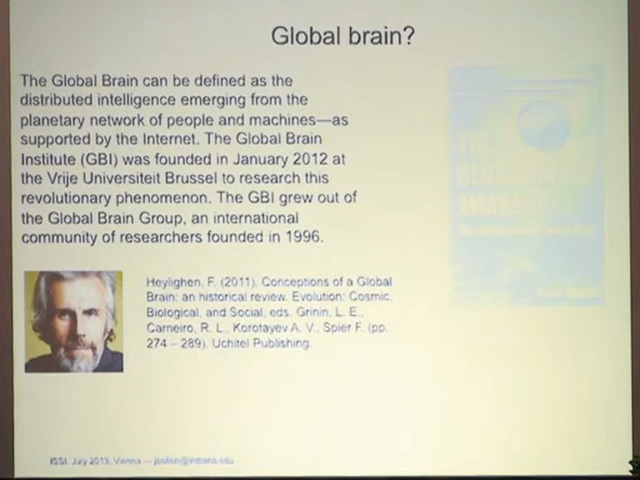 Global brain?
The Global Brain can be defined as the
distributed intelligence emerging from the
planetary network of people and machines—as
supported by the Internet. The Global Brain
Institute (GBI) was founded in January 2012 at
the Vrije Universiteit Brussel to research this
revolutionary phenomenon. The GBI grew out of
the Global Brain Group, an international
community of researchers founded in 1996.
Heylighen, F. (2011). Conceptions of a Global
Brain: an historical review. Evolution: Cosmic,
Biological, and Social, eds. Grinin, L. E.,
Carneiro, R. L., Korotayev A. V., Spier F. (pp.
274 – 289). Uchitel Publishing.
ISSI, July 2013, Vienna — jbollen@indiana.edu